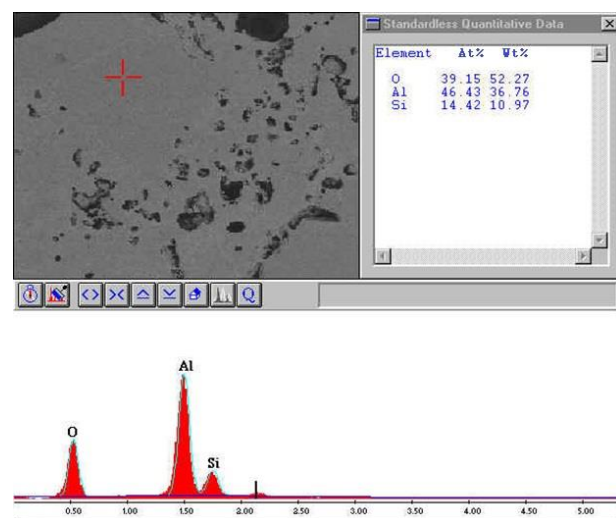 Standardless Quantitative Data
Element At% Wt%
O 39.15 52.27
Al 46.43 36.76
Si 14.42 10.97
Q
Al
O
Si
0.50 1.00 1.50 2.00 2.50 3.00 3.50 4.00 4.50 5.00